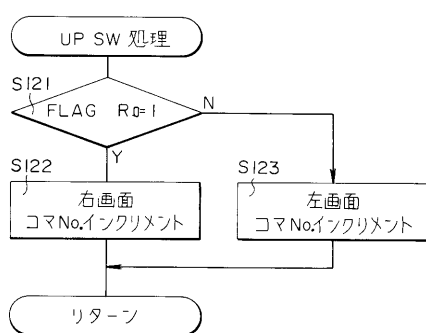 UP SW 処理
S121
FLAG RD=1
N
Y
S122
右画面
コマNo.インクリメント
S123
左画面
コマNo.インクリメント
リターン